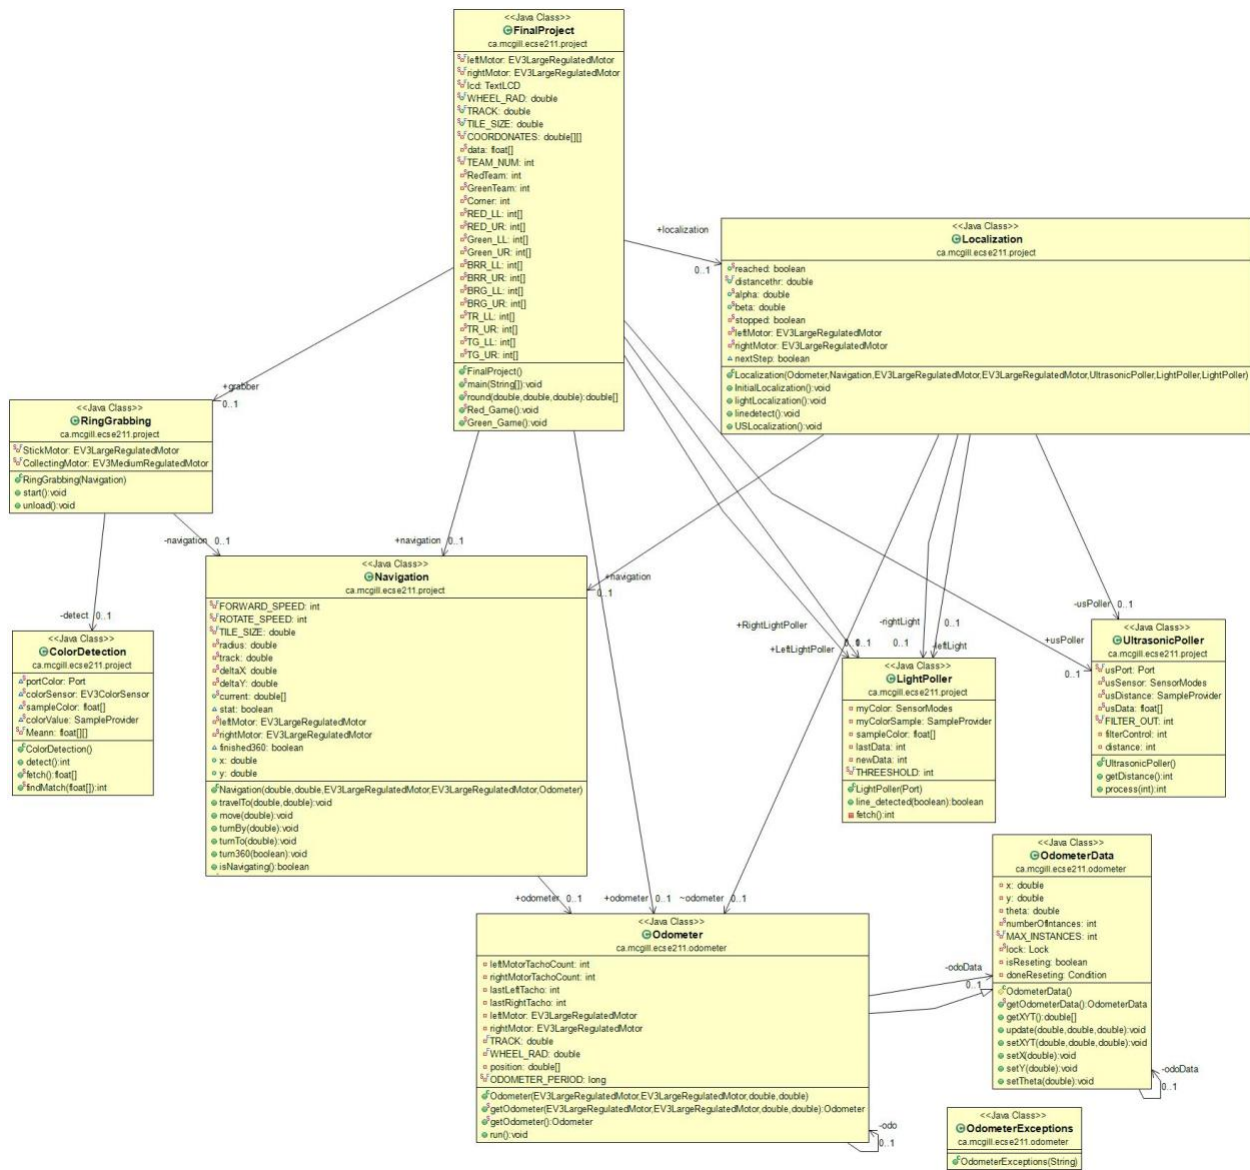 <<Java Class>>
FinalProject
ca.mcgill.ecse211.project
leftMotor: EV3LargeRegulatedMotor
rightMotor: EV3LargeRegulatedMotor
lcd: TextLCD
WHEEL_RAD: double
TRACK: double
TILE_SIZE: double
COORDONATES: double[][]
data: float[]
TEAM_NUM: int
RedTeam: int
GreenTeam: int
Corner: int
RED_LL: int[]
RED_UR: int[]
Green_LL: int[]
Green_UR: int[]
BRR_LL: int[]
BRR_UR: int[]
BRG_LL: int[]
BRG_UR: int[]
TR_LL: int[]
TR_UR: int[]
TG_LL: int[]
TG_UR: int[]
FinalProject()
main(String[]):void
round(double,double,double):double[]
Red_Game():void
Green_Game():void
+localization
0..1
<<Java Class>>
Localization
ca.mcgill.ecse211.project
reached: boolean
distancethr: double
alpha: double
beta: double
stopped: boolean
leftMotor: EV3LargeRegulatedMotor
rightMotor: EV3LargeRegulatedMotor
nextStep: boolean
Localization(Odometer,Navigation,EV3LargeRegulatedMotor,EV3LargeRegulatedMotor,UltrasonicPoller,LightPoller,LightPoller)
InitialLocalization():void
lightLocalization():void
linedetect():void
USLocalization():void
+grabber
0..1
<<Java Class>>
RingGrabbing
ca.mcgill.ecse211.project
StickMotor: EV3LargeRegulatedMotor
CollectingMotor: EV3MediumRegulatedMotor
RingGrabbing(Navigation)
start():void
unload():void
-navigation 0..1
+navigation 0..1
+navigation
0..1
<<Java Class>>
Navigation
ca.mcgill.ecse211.project
FORWARD_SPEED: int
ROTATE_SPEED: int
TILE_SIZE: double
radius: double
track: double
deltaX: double
deltaY: double
current: double[]
stat: boolean
leftMotor: EV3LargeRegulatedMotor
rightMotor: EV3LargeRegulatedMotor
finished360: boolean
x: double
y: double
Navigation(double,double,EV3LargeRegulatedMotor,EV3LargeRegulatedMotor,Odometer)
travelTo(double,double):void
move(double):void
turnBy(double):void
turnTo(double):void
turn360(boolean):void
isNavigating():boolean
-detect 0..1
<<Java Class>>
ColorDetection
ca.mcgill.ecse211.project
portColor: Port
colorSensor: EV3ColorSensor
sampleColor: float[]
colorValue: SampleProvider
Meann: float[][]
ColorDetection()
detect():int
fetch():float[]
findMatch(float[]):int
+RightLightPoller
+LeftLightPoller
0..1
-rightLight
0..1
0..1
-leftLight
<<Java Class>>
LightPoller
ca.mcgill.ecse211.project
myColor: SensorModes
myColorSample: SampleProvider
sampleColor: float[]
lastData: int
newData: int
THREESHOLD: int
LightPoller(Port)
line_detected(boolean):boolean
fetch():int
-usPoller 0..1
+usPoller
0..1
<<Java Class>>
UltrasonicPoller
ca.mcgill.ecse211.project
usPort: Port
usSensor: SensorModes
usDistance: SampleProvider
usData: float[]
FILTER_OUT: int
filterControl: int
distance: int
UltrasonicPoller()
getDistance():int
process(int):int
+odometer 0..1
+odometer 0..1
~odometer 0..1
<<Java Class>>
Odometer
ca.mcgill.ecse211.odometer
leftMotorTachoCount: int
rightMotorTachoCount: int
lastLeftTacho: int
lastRightTacho: int
leftMotor: EV3LargeRegulatedMotor
rightMotor: EV3LargeRegulatedMotor
TRACK: double
WHEEL_RAD: double
position: double[]
ODOMETER_PERIOD: long
Odometer(EV3LargeRegulatedMotor,EV3LargeRegulatedMotor,double,double)
getOdometer(EV3LargeRegulatedMotor,EV3LargeRegulatedMotor,double,double):Odometer
getOdometer():Odometer
run():void
-odo
0..1
-odoData
0..1
<<Java Class>>
OdometerData
ca.mcgill.ecse211.odometer
x: double
y: double
theta: double
numberOfIntances: int
MAX_INSTANCES: int
lock: Lock
isReseting: boolean
doneReseting: Condition
OdometerData()
getOdometerData():OdometerData
getXYT():double[]
update(double,double,double):void
setXYT(double,double,double):void
setX(double):void
setY(double):void
setTheta(double):void
-odoData
0..1
<<Java Class>>
OdometerExceptions
ca.mcgill.ecse211.odometer
OdometerExceptions(String)